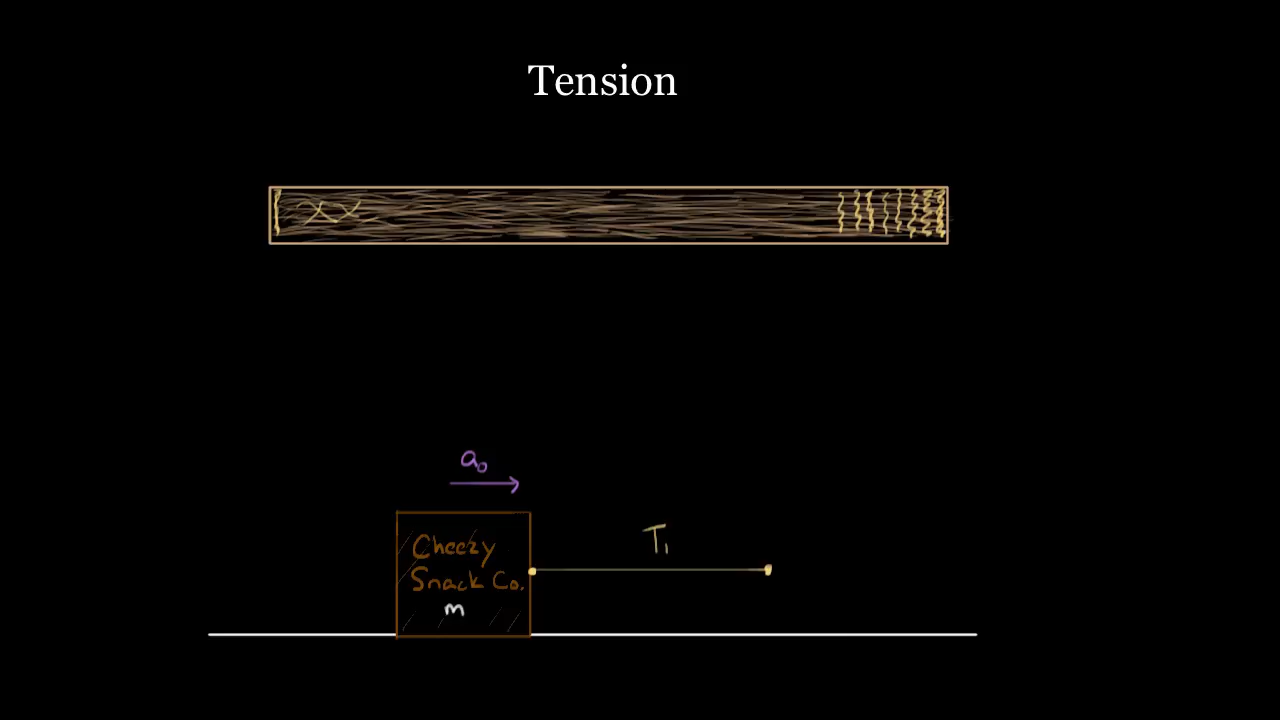 Tension
a₀
T₁
Cheezy
Snack Co.
m